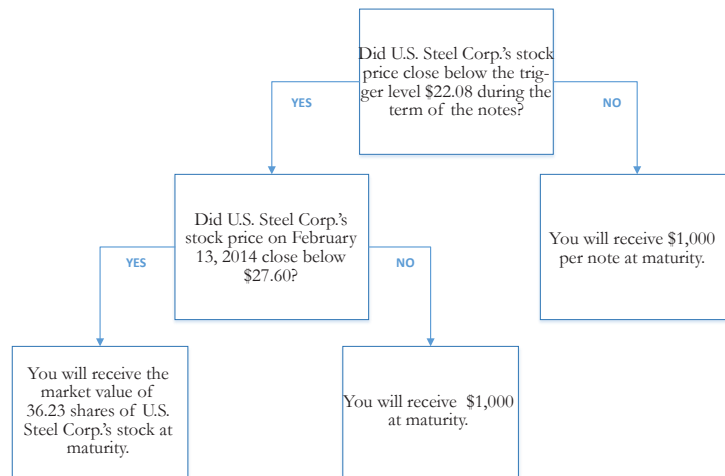 Did U.S. Steel Corp.'s stock
price close below the trig-
ger level $22.08 during the
term of the notes?
YES
NO
Did U.S. Steel Corp.'s
stock price on February
13, 2014 close below
$27.60?
You will receive $1,000
per note at maturity.
YES
NO
You will receive the
market value of
36.23 shares of U.S.
Steel Corp.'s stock at
maturity.
You will receive $1,000
at maturity.